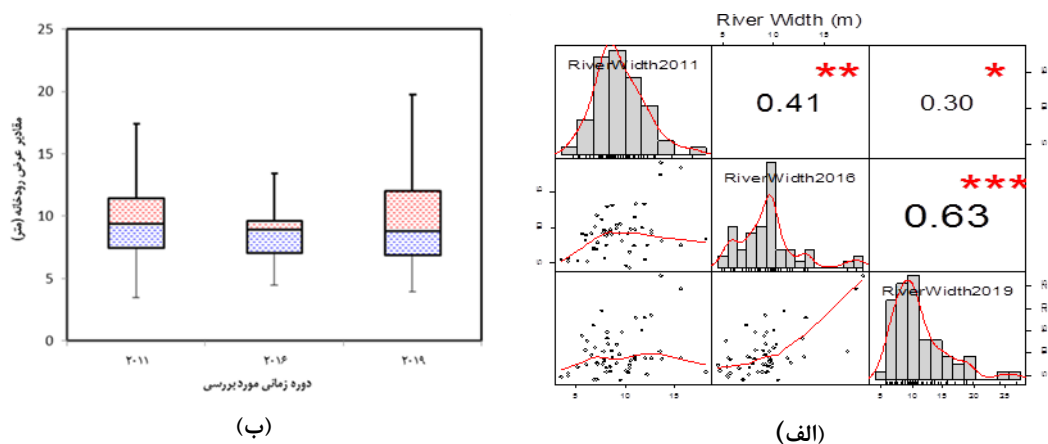 25
20
15
10
5
0
مقادیر عرض رودخانه (متر)
۲۰۱۱ ۲۰۱۶ ۲۰۱۹
دوره زمانی موردبررسی
(ب)
River Width (m)
5 10 15
RiverWidth2011
**
0.41
*
0.30
RiverWidth2016
***
0.63
RiverWidth2019
5 10 15
5 10 15 20 25
(الف)